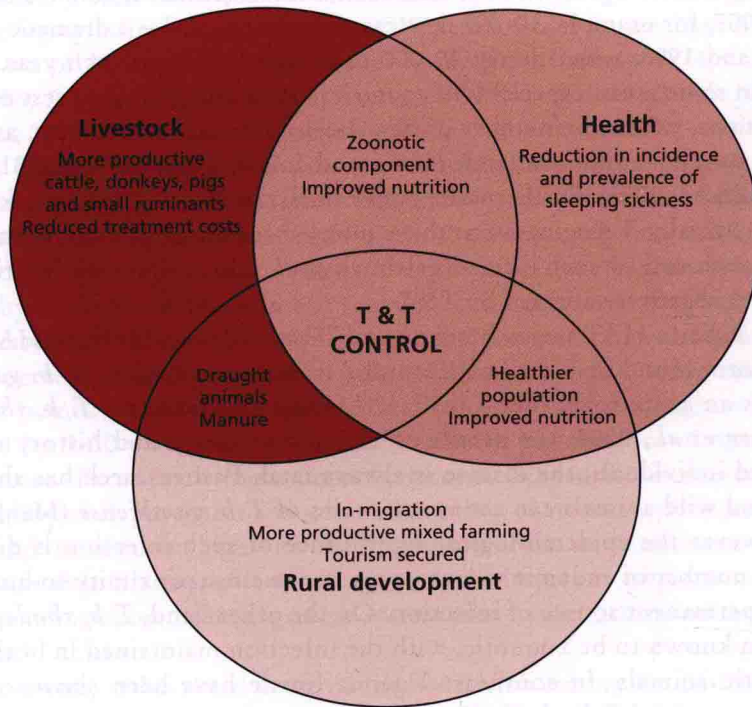 Livestock
More productive
cattle, donkeys, pigs
and small ruminants
Reduced treatment costs
Zoonotic
component
Improved nutrition
Health
Reduction in incidence
and prevalence of
sleeping sickness
T & T
CONTROL
Draught
animals
Manure
Healthier
population
Improved nutrition
In-migration
More productive mixed farming
Tourism secured
Rural development